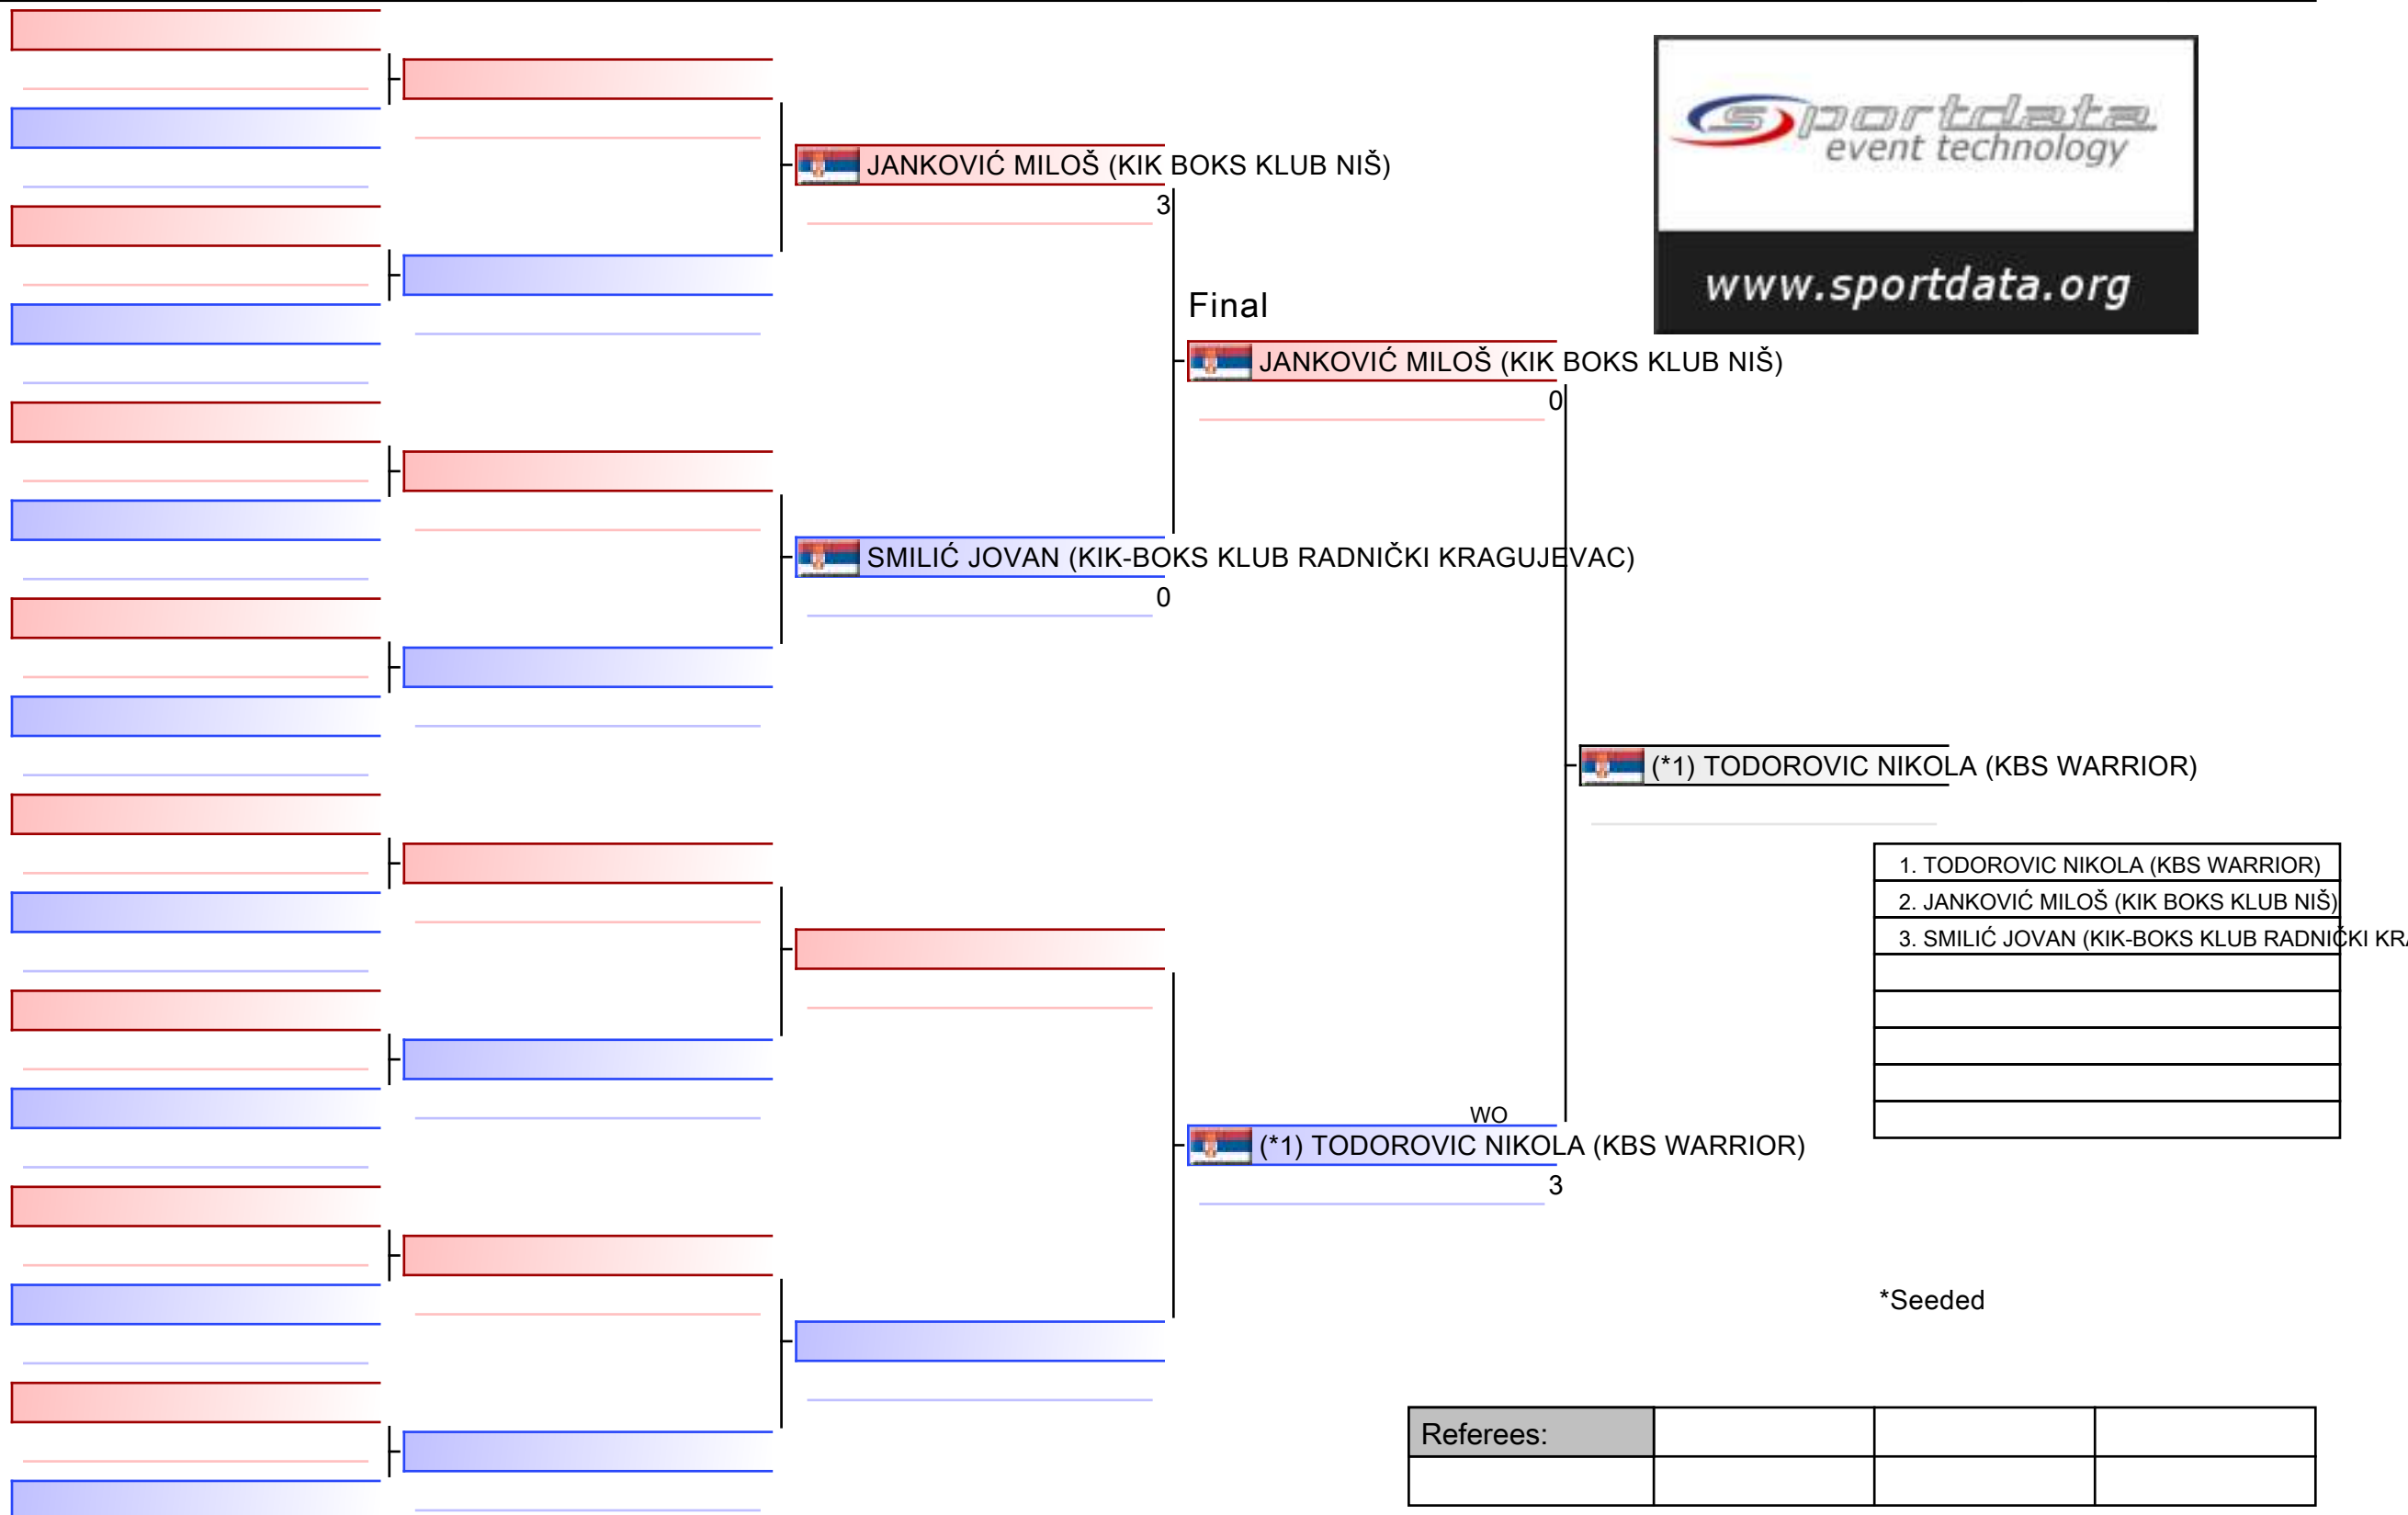 sportdata
event technology
www.sportdata.org
JANKOVIĆ MILOŠ (KIK BOKS KLUB NIŠ)
3
Final
JANKOVIĆ MILOŠ (KIK BOKS KLUB NIŠ)
0
SMILIĆ JOVAN (KIK-BOKS KLUB RADNIČKI KRAGUJEVAC)
0
(*1) TODOROVIC NIKOLA (KBS WARRIOR)
1. TODOROVIC NIKOLA (KBS WARRIOR)
2. JANKOVIĆ MILOŠ (KIK BOKS KLUB NIŠ)
3. SMILIĆ JOVAN (KIK-BOKS KLUB RADNIČKI KRA
WO
(*1) TODOROVIC NIKOLA (KBS WARRIOR)
3
*Seeded
Referees: